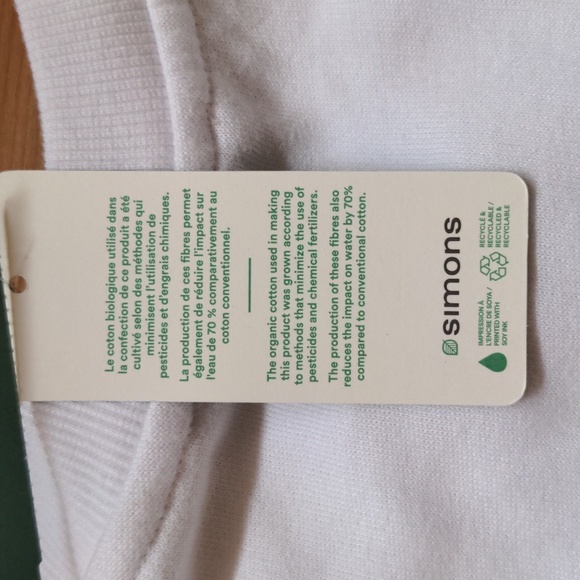 Le coton biologique utilisé dans
la confection de ce produit a été
cultivé selon des méthodes qui
minimisent l'utilisation de
pesticides et d'engrais chimiques.
La production de ces fibres permet
également de réduire l'impact sur
l'eau de 70 % comparativement au
coton conventionnel.
The organic cotton used in making
this product was grown according
to methods that minimize the use of
pesticides and chemical fertilizers.
The production of these fibres also
reduces the impact on water by 70%
compared to conventional cotton.
simons
IMPRESSION À
L'ENCRE DE SOYA /
PRINTED WITH
SOY INK
RECYCLÉ &
RECYCLABLE /
RECYCLED &
RECYCLABLE